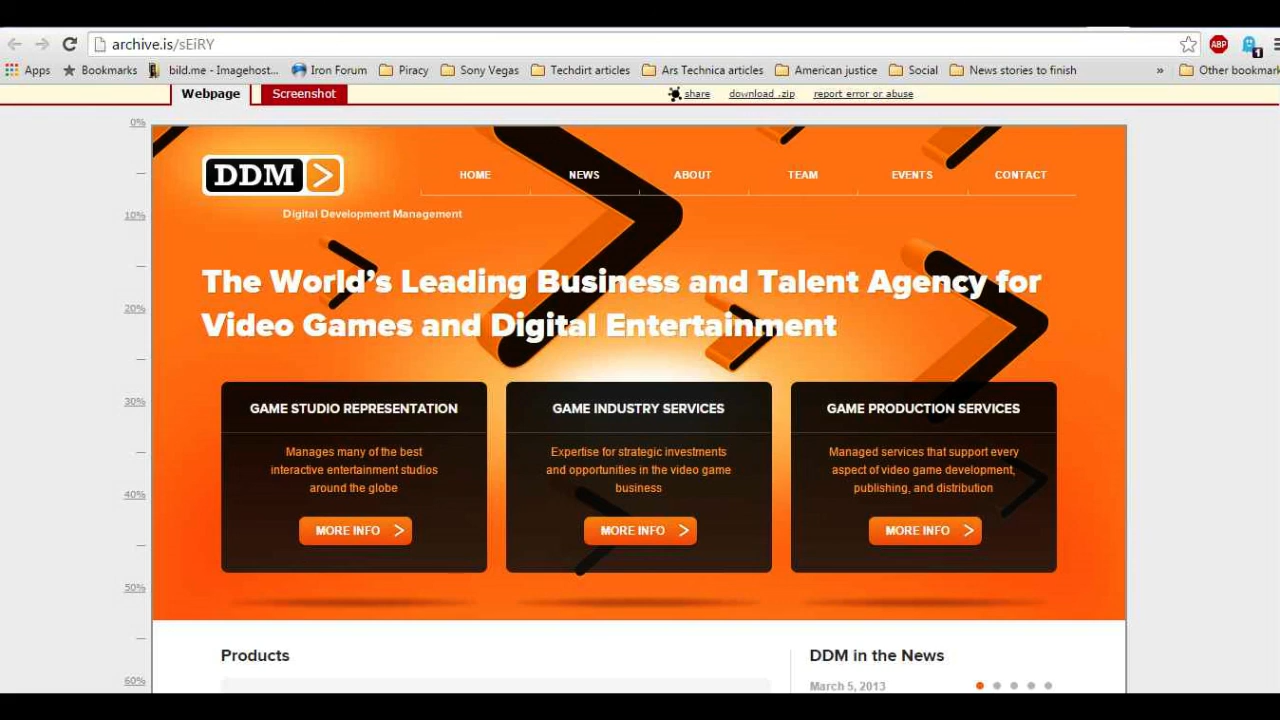 archive.is/sEiRY
ABP
1
Apps Bookmarks bild.me - Imagehost... Iron Forum Piracy Sony Vegas Techdirt articles Ars Technica articles American justice Social News stories to finish » Other bookmark
Webpage Screenshot share download .zip report error or abuse
0%
DDM >
HOME NEWS ABOUT TEAM EVENTS CONTACT
10%
Digital Development Management
The World's Leading Business and Talent Agency for
20%
Video Games and Digital Entertainment
30%
GAME STUDIO REPRESENTATION
Manages many of the best
interactive entertainment studios
around the globe
MORE INFO >
GAME INDUSTRY SERVICES
Expertise for strategic investments
and opportunities in the video game
business
MORE INFO >
GAME PRODUCTION SERVICES
Managed services that support every
aspect of video game development,
publishing, and distribution
MORE INFO >
40%
50%
Products
DDM in the News
60%
March 5, 2013